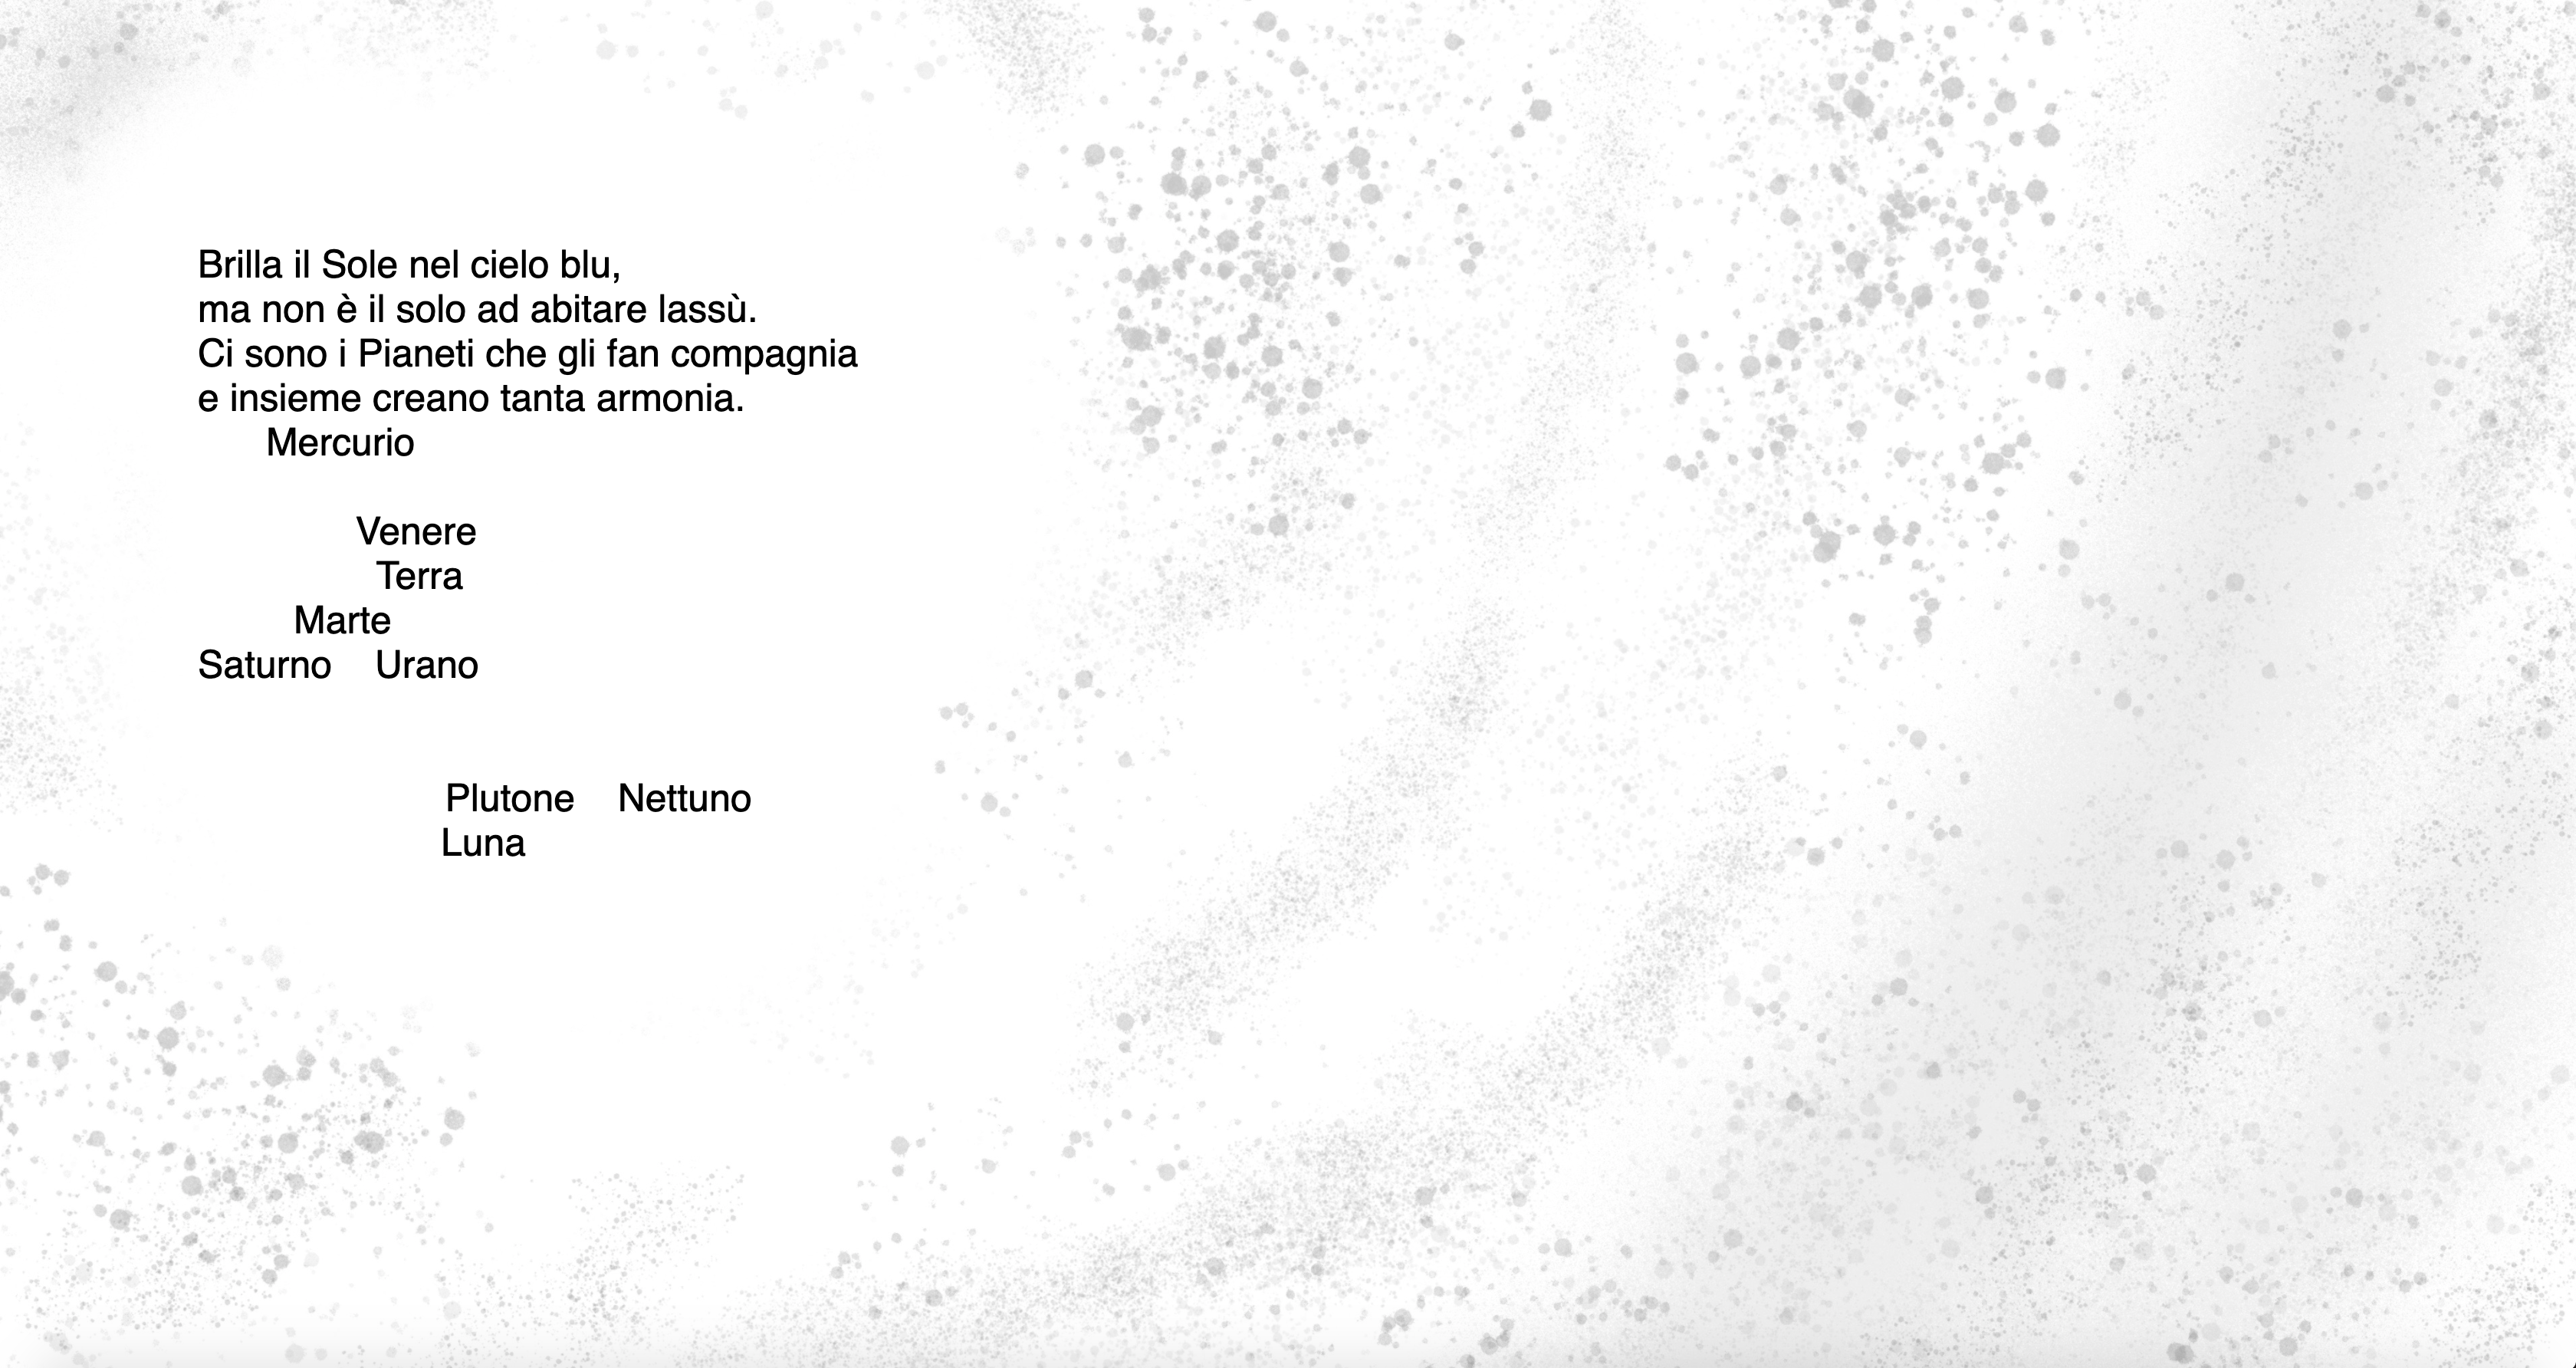 Brilla il Sole nel cielo blu,
ma non è il solo ad abitare lassù.
Ci sono i Pianeti che gli fan compagnia
e insieme creano tanta armonia.
Mercurio
Venere
Terra
Marte
Saturno Urano
Plutone Nettuno
Luna